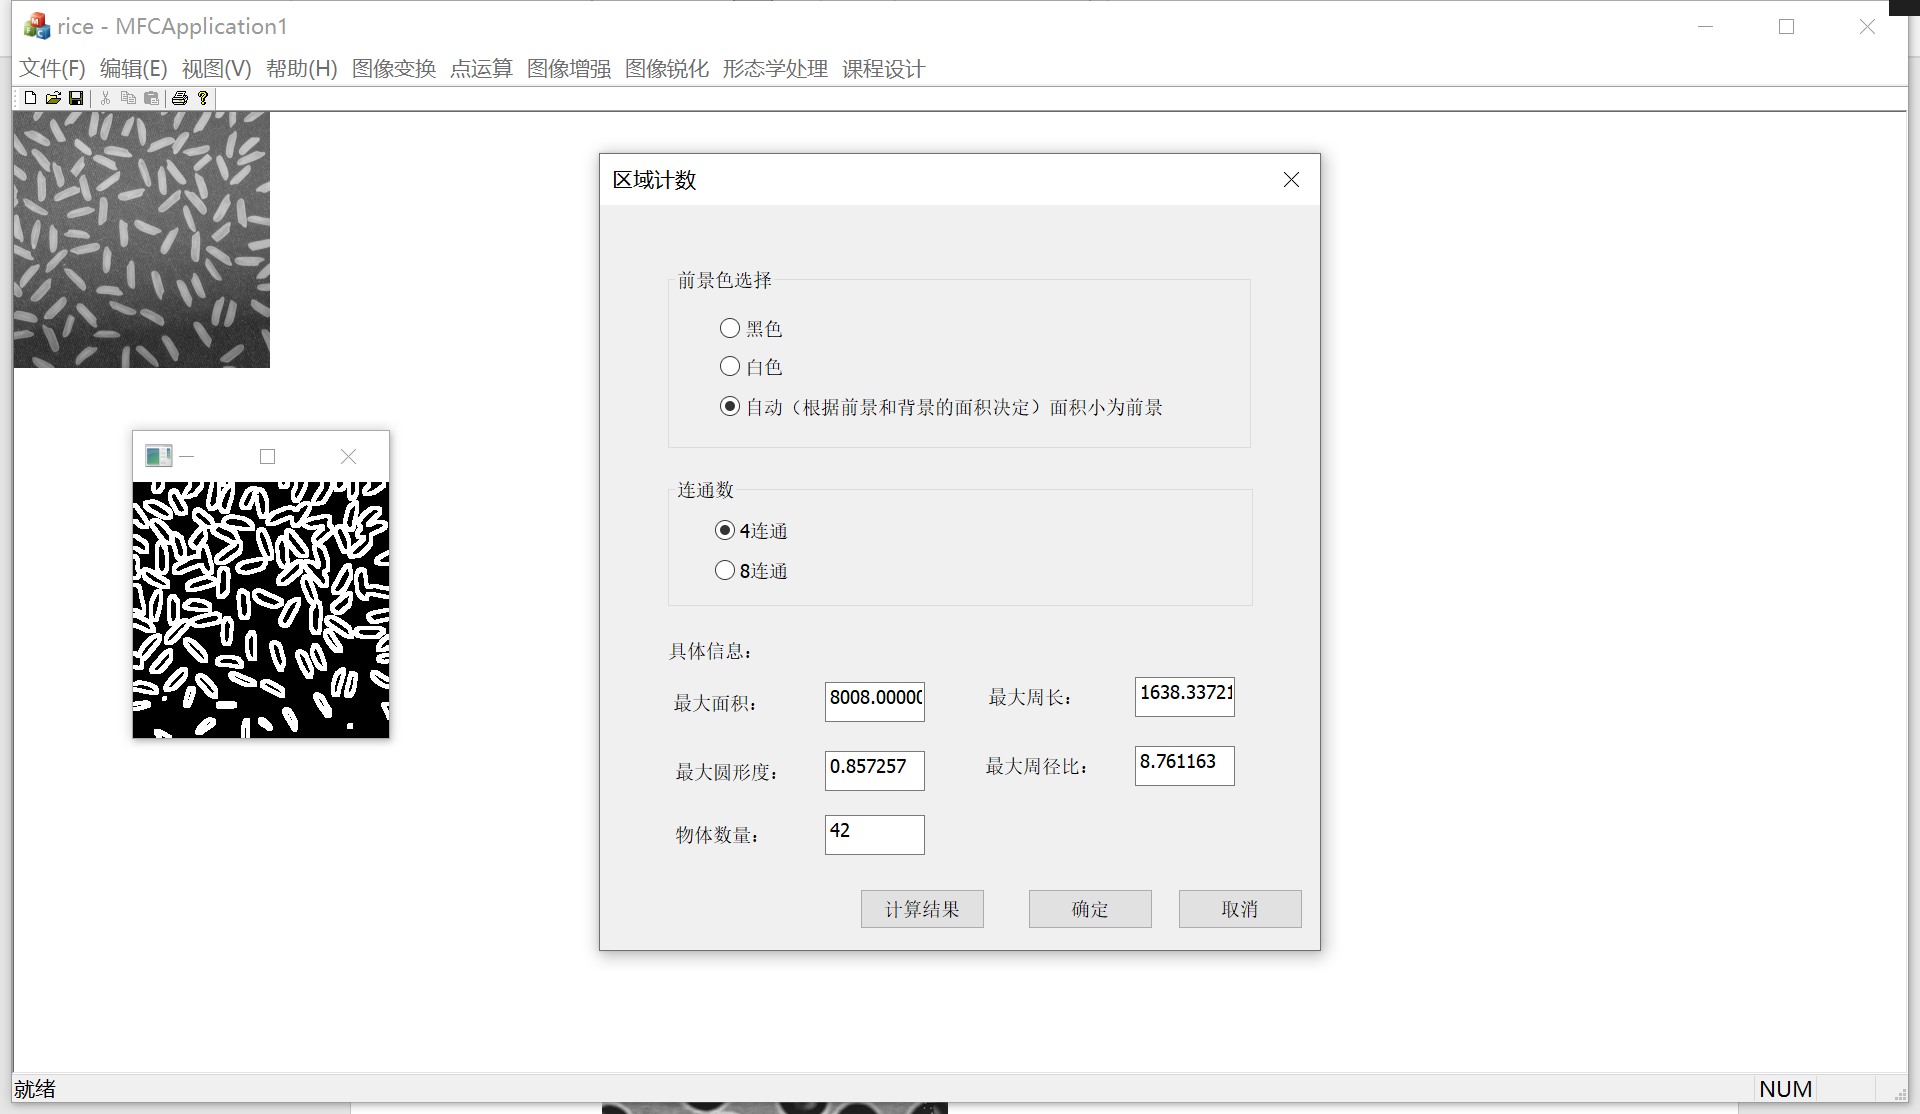 rice - MFCApplication1
文件(F) 编辑(E) 视图(V) 帮助(H) 图像变换 点运算 图像增强 图像锐化 形态学处理 课程设计
区域计数
前景色选择
黑色
白色
自动（根据前景和背景的面积决定）面积小为前景
连通数
4连通
8连通
具体信息：
最大面积： 8008.0000 最大周长： 1638.33721
最大圆形度： 0.857257 最大周径比： 8.761163
物体数量： 42
计算结果 确定 取消
就绪 NUM